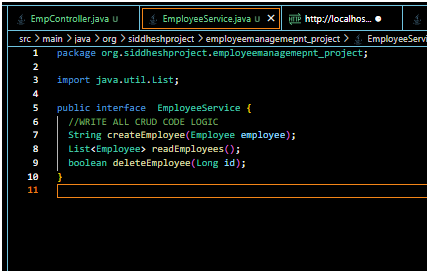 EmpController.java U EmployeeService.java U http://localhos...
src > main > java > org > siddheshproject > employeemanagemepnt_project > EmployeeServi
1 package org.siddheshproject.employeemanagemepnt_project;
2
3 import java.util.List;
4
5 public interface  EmployeeService {
6 //WRITE ALL CRUD CODE LOGIC
7 String createEmployee(Employee employee);
8 List<Employee> readEmployees();
9 boolean deleteEmployee(Long id);
10 }
11